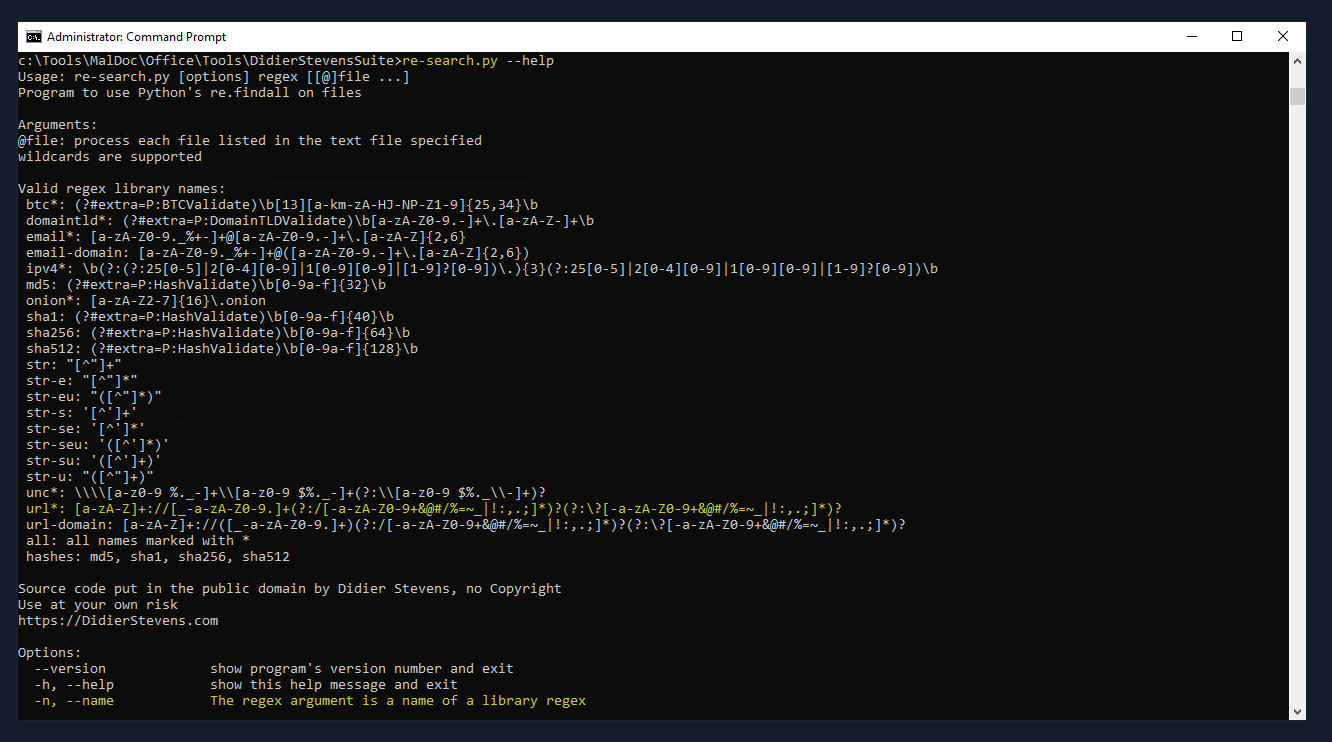 Administrator: Command Prompt
c:\Tools\MalDoc\Office\Tools\DidierStevensSuite>re-search.py --help
Usage: re-search.py [options] regex [[@]file ...]
Program to use Python's re.findall on files

Arguments:
@file: process each file listed in the text file specified
wildcards are supported

Valid regex library names:
 btc*: (?#extra=P:BTCValidate)\b[13][a-km-zA-HJ-NP-Z1-9]{25,34}\b
 domaintld*: (?#extra=P:DomainTLDValidate)\b[a-zA-Z0-9.-]+\.[a-zA-Z-]+\b
 email*: [a-zA-Z0-9._%+-]+@[a-zA-Z0-9.-]+\.[a-zA-Z]{2,6}
 email-domain: [a-zA-Z0-9._%+-]+@([a-zA-Z0-9.-]+\.[a-zA-Z]{2,6})
 ipv4*: \b(?:(?:25[0-5]|2[0-4][0-9]|1[0-9][0-9]|[1-9]?[0-9])\.){3}(?:25[0-5]|2[0-4][0-9]|1[0-9][0-9]|[1-9]?[0-9])\b
 md5: (?#extra=P:HashValidate)\b[0-9a-f]{32}\b
 onion*: [a-zA-Z2-7]{16}\.onion
 sha1: (?#extra=P:HashValidate)\b[0-9a-f]{40}\b
 sha256: (?#extra=P:HashValidate)\b[0-9a-f]{64}\b
 sha512: (?#extra=P:HashValidate)\b[0-9a-f]{128}\b
 str: "[^"]+"
 str-e: "[^"]*"
 str-eu: "([^"]*)"
 str-s: '[^']+'
 str-se: '[^']*'
 str-seu: '([^']*)'
 str-su: '([^']+)'
 str-u: "([^"]+)"
 unc*: \\\\[a-z0-9 %._-]+\\[a-z0-9 $%._-]+(?:\\[a-z0-9 $%._\\-]+)?
 url*: [a-zA-Z]+://[_-a-zA-Z0-9.]+(?:/[-a-zA-Z0-9+&@#/%=~_|!:,.;]*)?(?:\?[-a-zA-Z0-9+&@#/%=~_|!:,.;]*)?
 url-domain: [a-zA-Z]+://([_-a-zA-Z0-9.]+)(?:/[-a-zA-Z0-9+&@#/%=~_|!:,.;]*)?(?:\?[-a-zA-Z0-9+&@#/%=~_|!:,.;]*)?
 all: all names marked with *
 hashes: md5, sha1, sha256, sha512

Source code put in the public domain by Didier Stevens, no Copyright
Use at your own risk
https://DidierStevens.com

Options:
  --version             show program's version number and exit
  -h, --help            show this help message and exit
  -n, --name            The regex argument is a name of a library regex